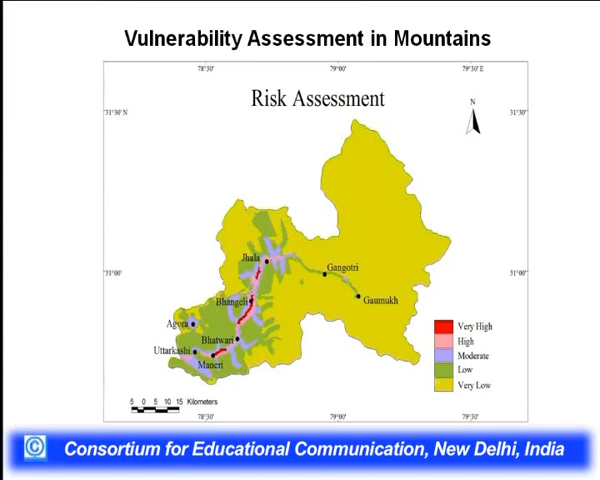 Vulnerability Assessment in Mountains
78°30' 79°00' 79°30' E
Risk Assessment
31°30' N 31°30'
N
Jhala
Gangotri
31°00' 31°00'
Bhangeli
Gaumukh
Agora
Bhatwari
Uttarkashi
Maneri
Very High
High
Moderate
Low
Very Low
5 0 5 10 15 Kilometers
78°30' 79°00' 79°30'
© Consortium for Educational Communication, New Delhi, India